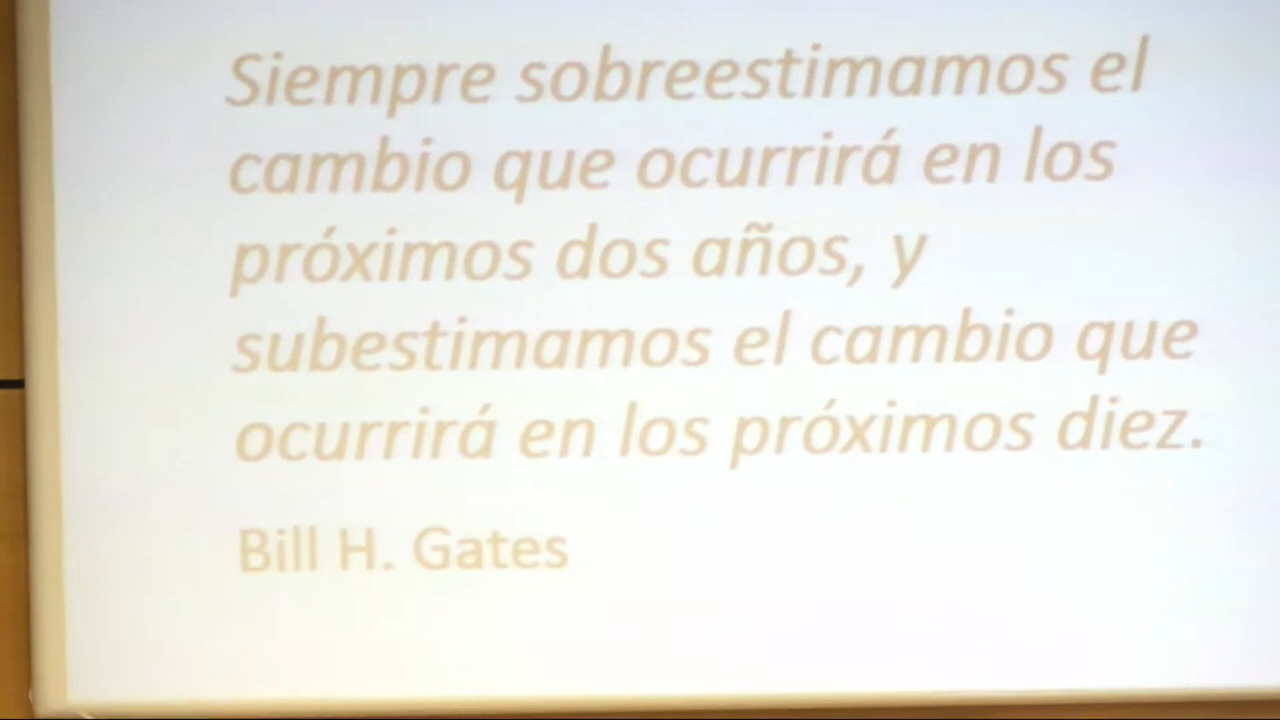 Siempre sobreestimamos el
cambio que ocurrirá en los
próximos dos años, y
subestimamos el cambio que
ocurrirá en los próximos diez.
Bill H. Gates